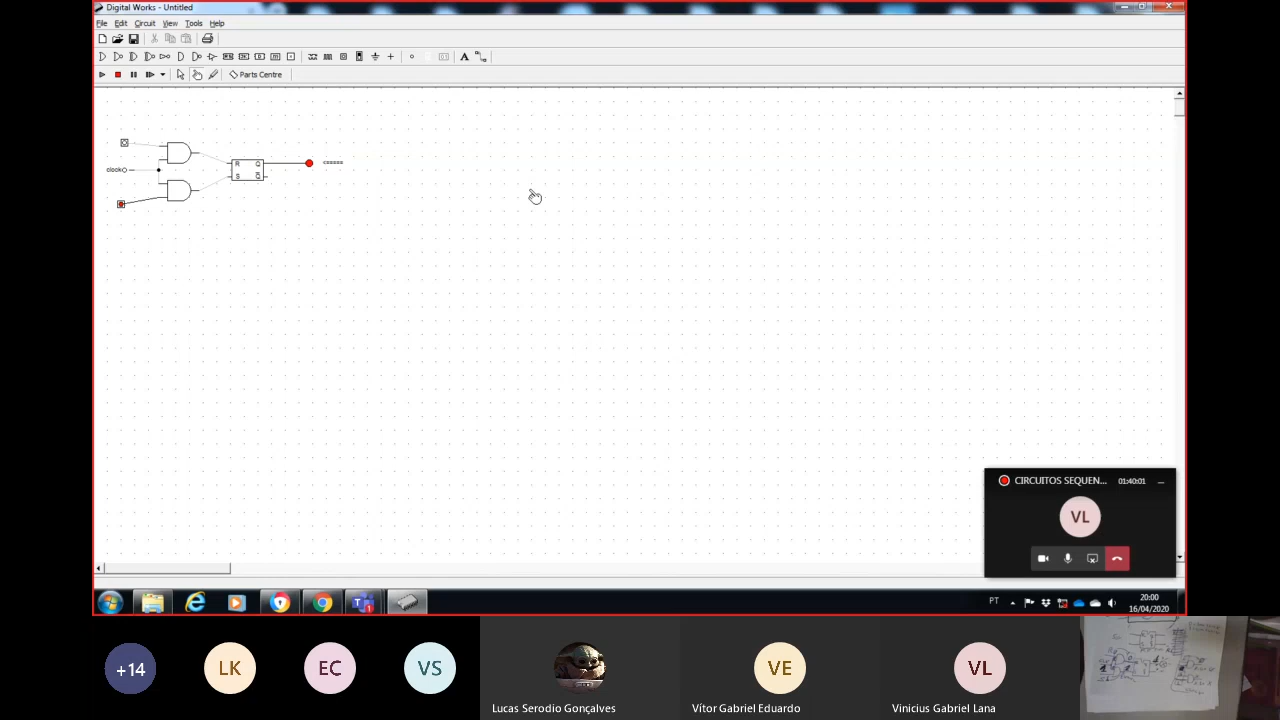 Digital Works - Untitled
File Edit Circuit View Tools Help
Parts Centre
clock
R Q
S Q
CIRCUITOS SEQUEN... 01:40:01
VL
PT
20:00
16/04/2020
+14
LK
EC
VS
VE
VL
Lucas Serodio Gonçalves
Vítor Gabriel Eduardo
Vinicius Gabriel Lana